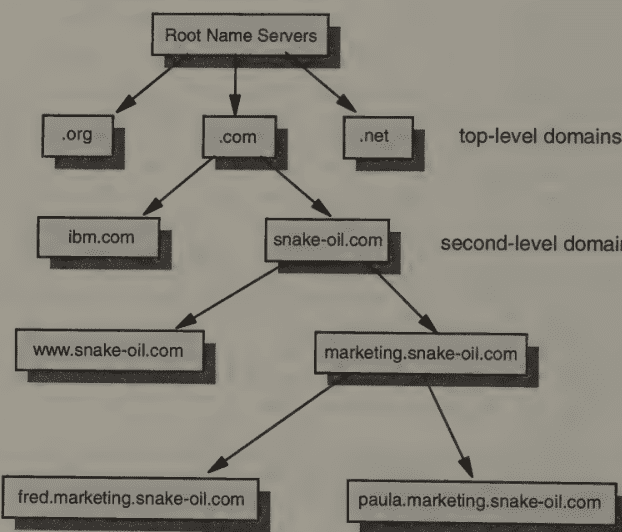 Root Name Servers
.org
.com
.net
top-level domains
ibm.com
snake-oil.com
second-level domain
www.snake-oil.com
marketing.snake-oil.com
fred.marketing.snake-oil.com
paula.marketing.snake-oil.com